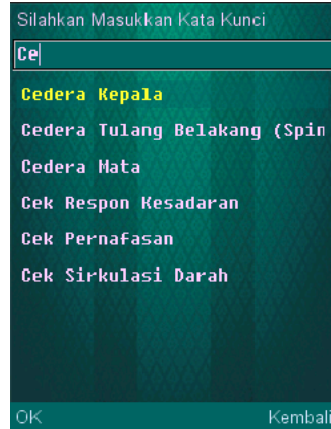 Silahkan Masukkan Kata Kunci
Ce
Cedera Kepala
Cedera Tulang Belakang (Spin
Cedera Mata
Cek Respon Kesadaran
Cek Pernafasan
Cek Sirkulasi Darah
OK Kembali